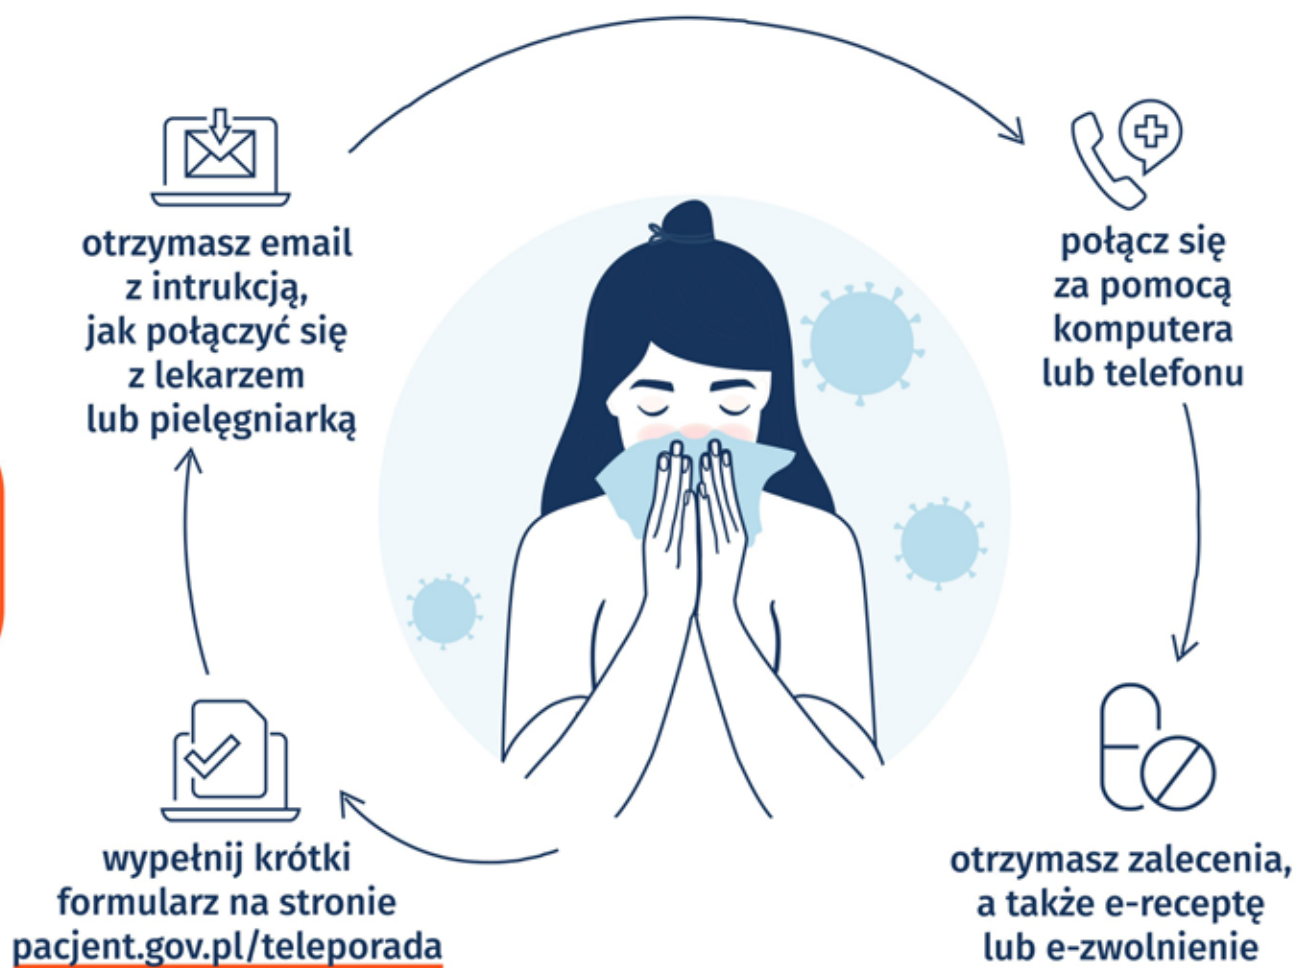 otrzymasz email
z intrukcją,
jak połączyć się
z lekarzem
lub pielęgniarką
połącz się
za pomocą
komputera
lub telefonu
wypełnij krótki
formularz na stronie
pacjent.gov.pl/teleporada
otrzymasz zalecenia,
a także e-receptę
lub e-zwolnienie